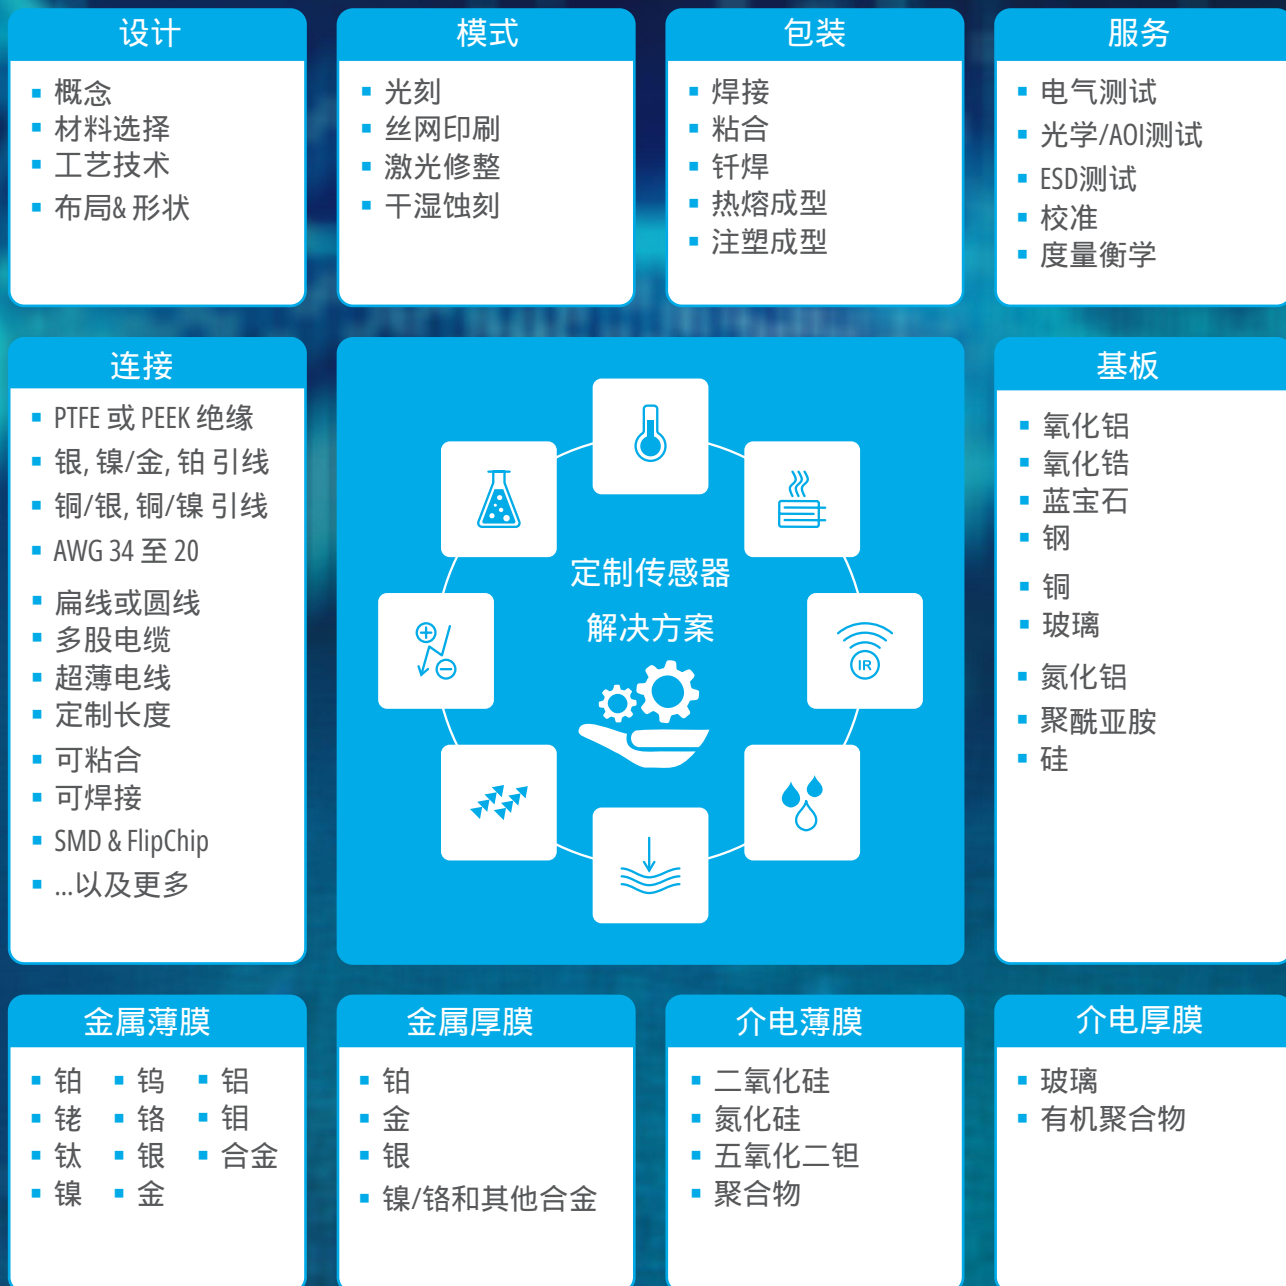 设计
概念
材料选择
工艺技术
布局& 形状
模式
光刻
丝网印刷
激光修整
干湿蚀刻
包装
焊接
粘合
钎焊
热熔成型
注塑成型
服务
电气测试
光学/AOI测试
ESD测试
校准
度量衡学
连接
PTFE 或 PEEK 绝缘
银, 镍/金, 铂 引线
铜/银, 铜/镍 引线
AWG 34 至 20
扁线或圆线
多股电缆
超薄电线
定制长度
可粘合
可焊接
SMD & FlipChip
...以及更多
定制传感器
解决方案
IR
基板
氧化铝
氧化锆
蓝宝石
钢
铜
玻璃
氮化铝
聚酰亚胺
硅
金属薄膜
铂 钨 铝
铑 铬 钼
钛 银 合金
镍 金
金属厚膜
铂
金
银
镍/铬和其他合金
介电薄膜
二氧化硅
氮化硅
五氧化二钽
聚合物
介电厚膜
玻璃
有机聚合物